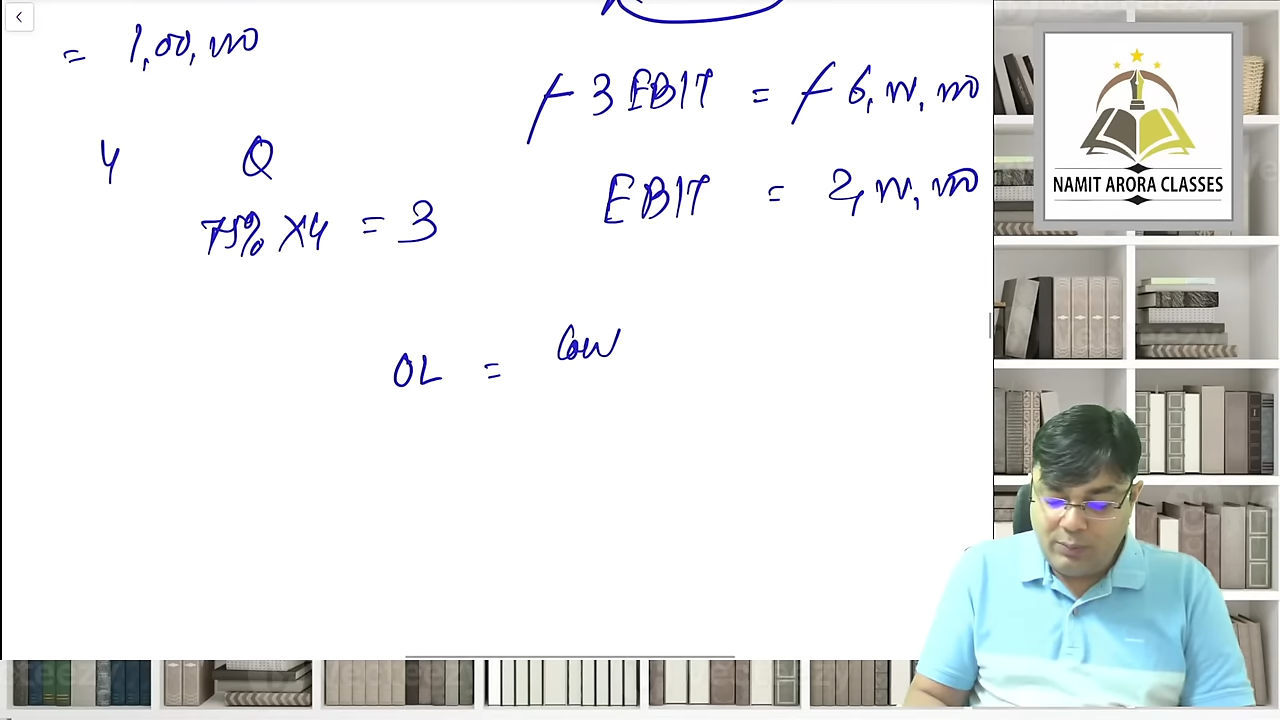 = 1,00,000
f 3 EBIT = f 6,00,000
4 Q
EBIT = 2,00,000
75% X4 = 3
OL = Con
NAMIT ARORA CLASSES